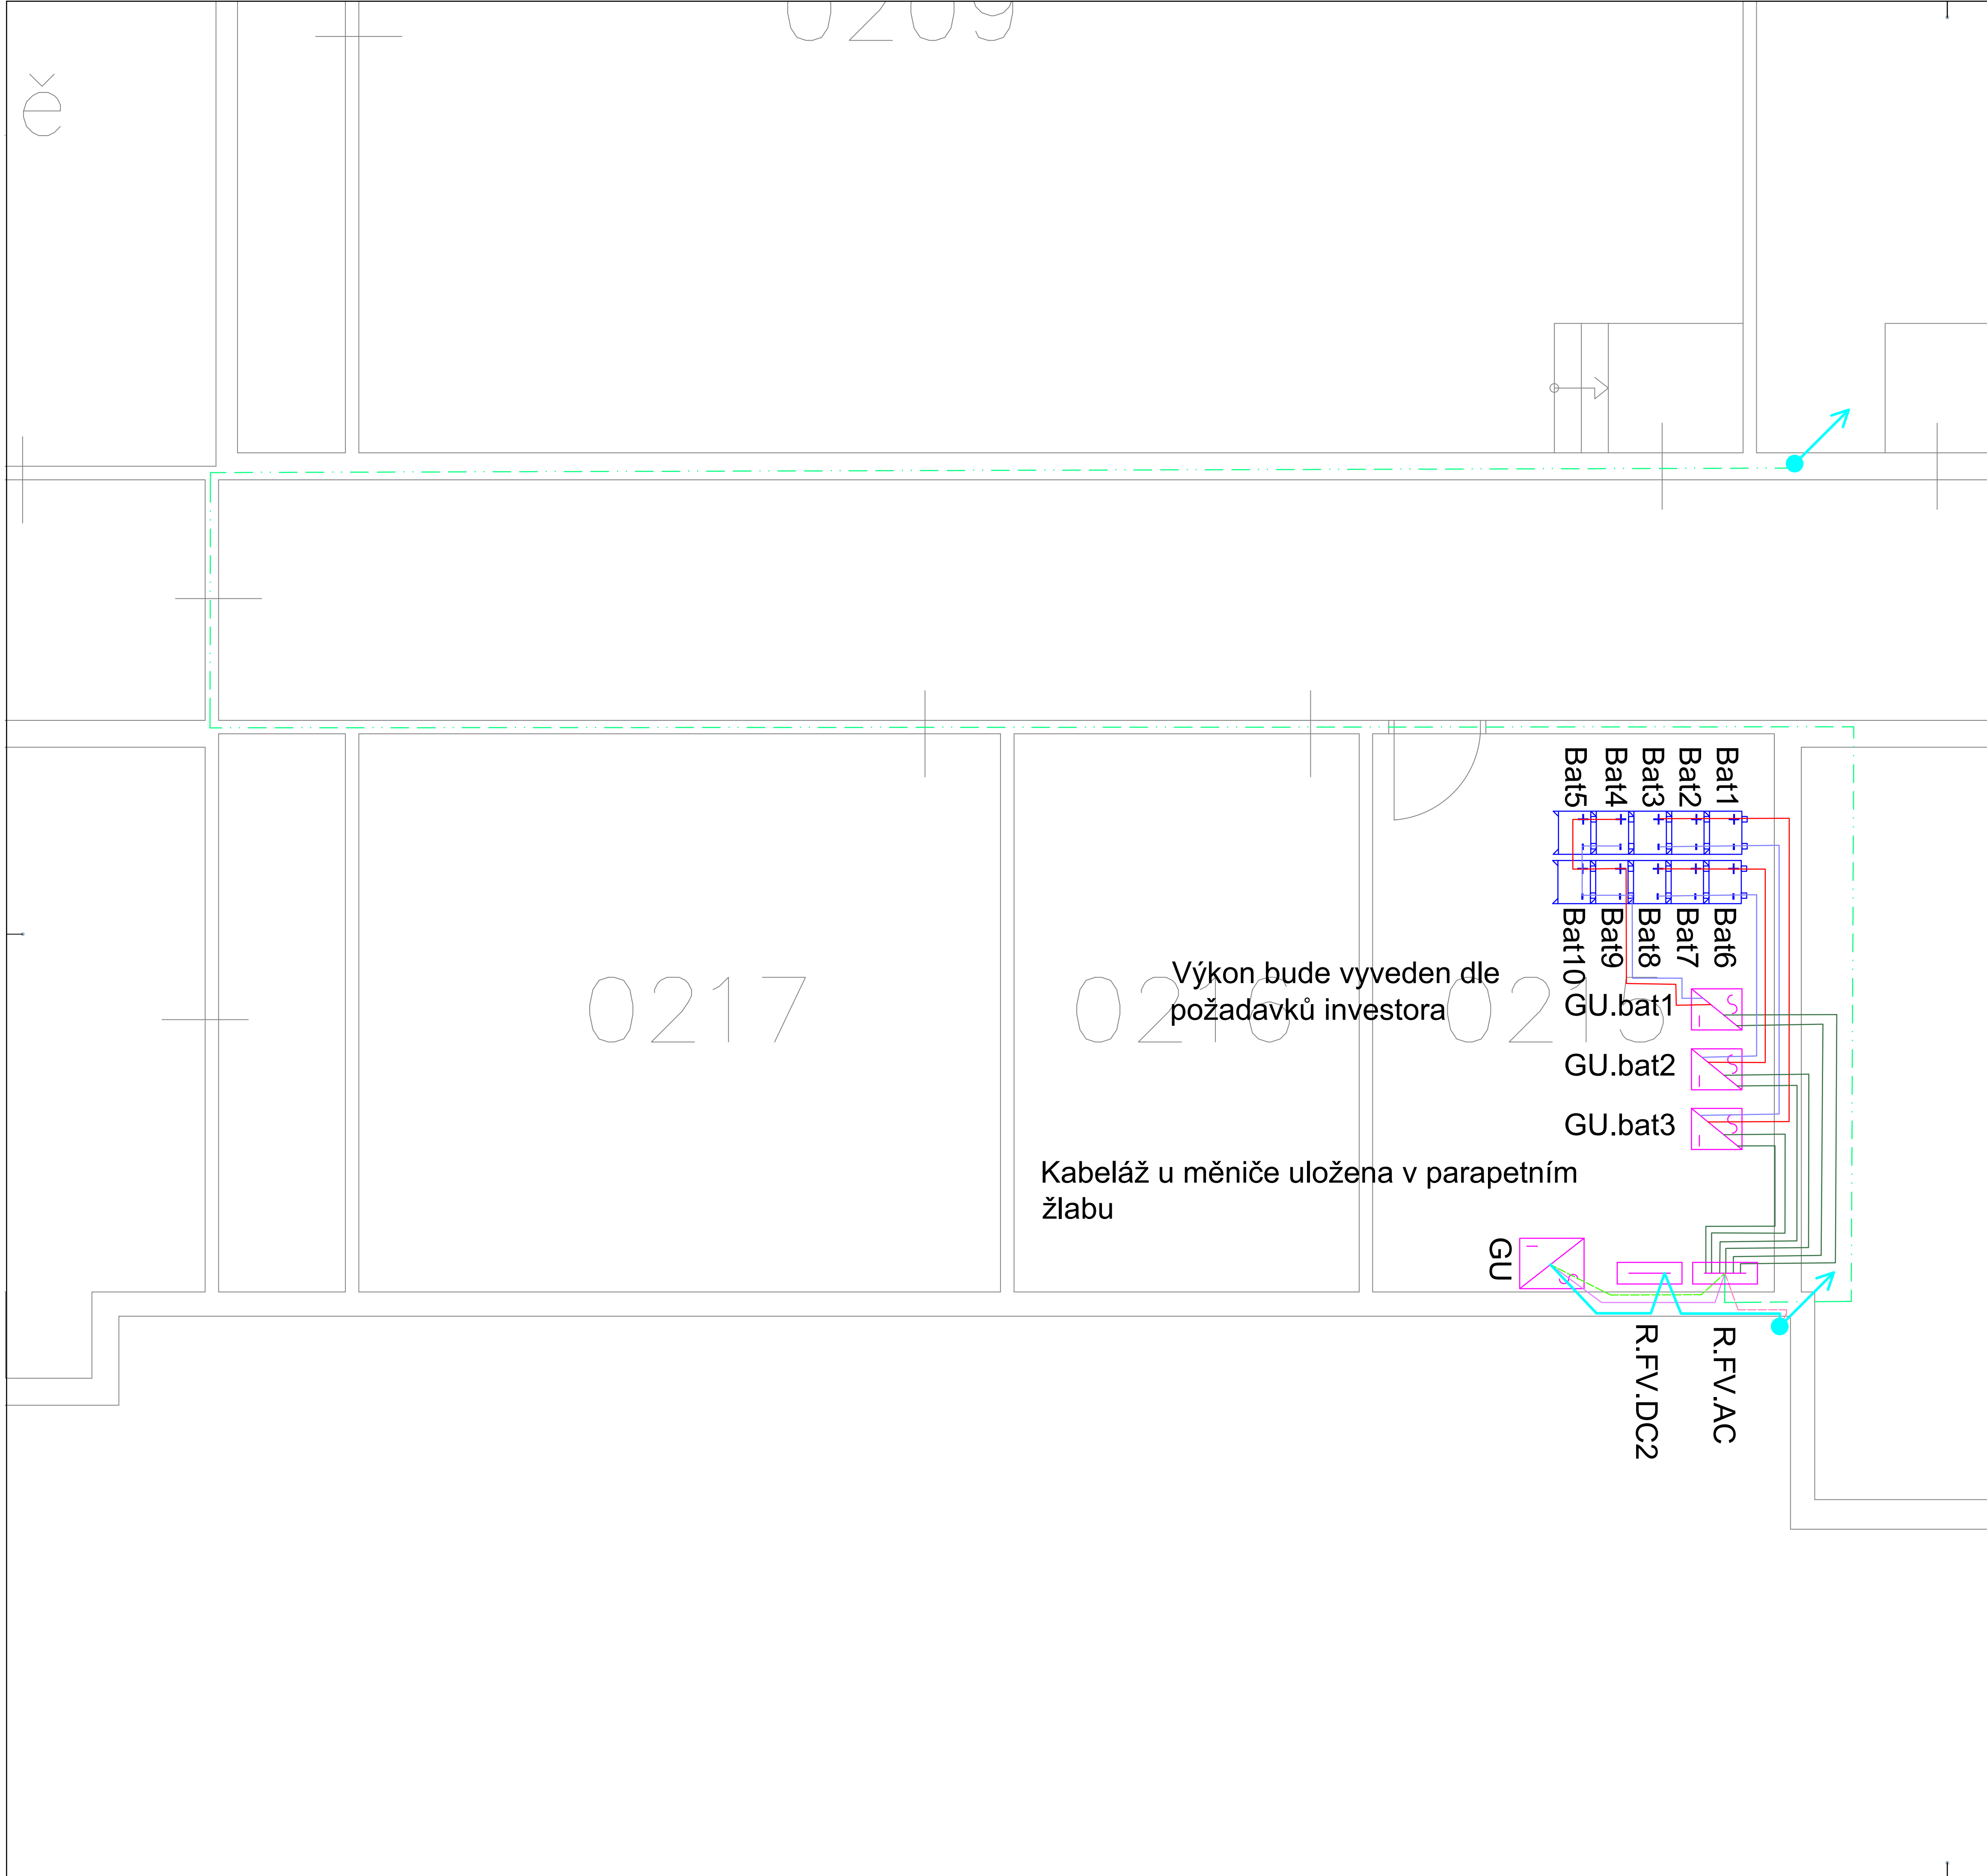 0209
ě
Bat5
Bat4
Bat3
Bat2
Bat1
Bat10
Bat9
Bat8
Bat7
Bat6
0217
0216
0215
Výkon bude vyveden dle
požadavků investora
GU.bat1
GU.bat2
GU.bat3
Kabeláž u měniče uložena v parapetním
žlabu
GU
R.FV.DC2
R.FV.AC